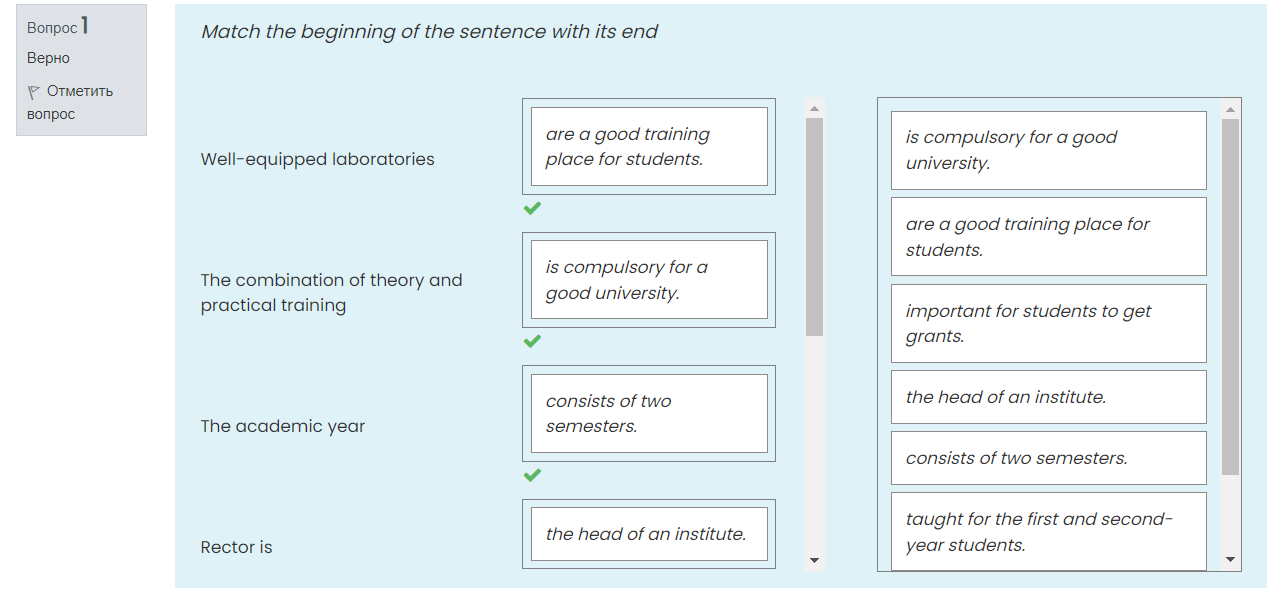 Вопрос 1
Верно
Отметить
вопрос
Match the beginning of the sentence with its end
Well-equipped laboratories
are a good training
place for students.
The combination of theory and
practical training
is compulsory for a
good university.
The academic year
consists of two
semesters.
Rector is
the head of an institute.
is compulsory for a good
university.
are a good training place for
students.
important for students to get
grants.
the head of an institute.
consists of two semesters.
taught for the first and second-
year students.